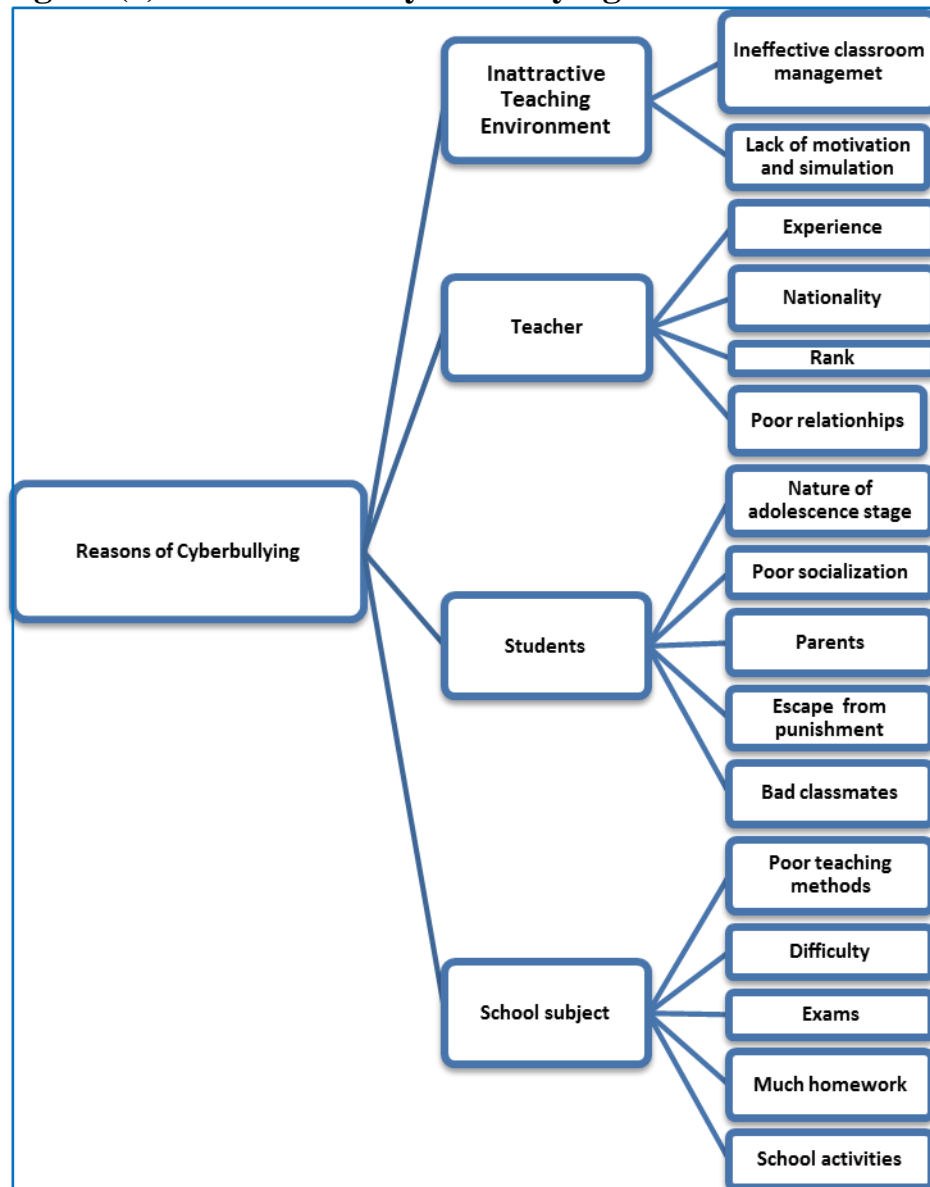 Reasons of Cyberbullying
Inattractive
Teaching
Environment
Ineffective classroom
managemet
Lack of motivation
and simulation
Teacher
Experience
Nationality
Rank
Poor relationhips
Students
Nature of
adolescence stage
Poor socialization
Parents
Escape from
punishment
Bad classmates
School subject
Poor teaching
methods
Difficulty
Exams
Much homework
School activities